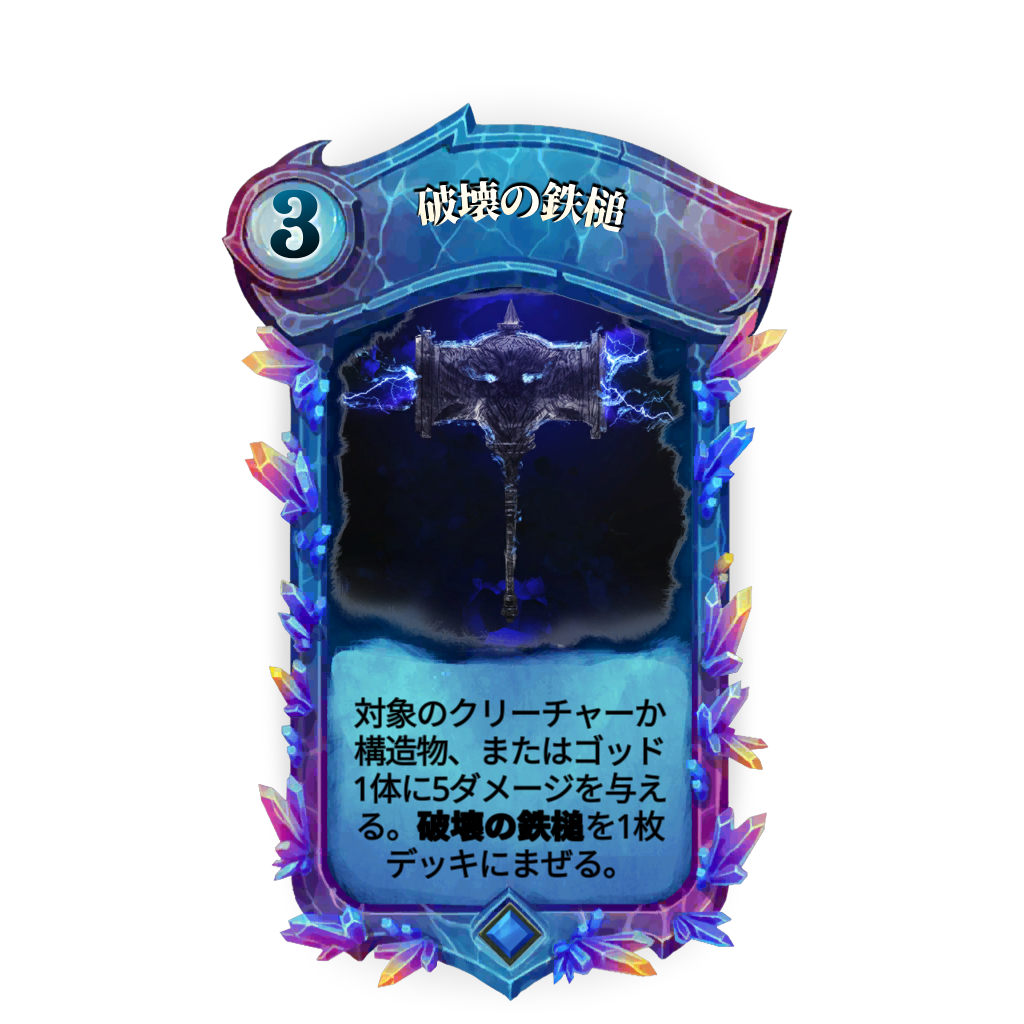 3
破壊の鉄槌
対象のクリーチャーか
構造物、またはゴッド
1体に5ダメージを与え
る。破壊の鉄槌を1枚
デッキにまぜる。